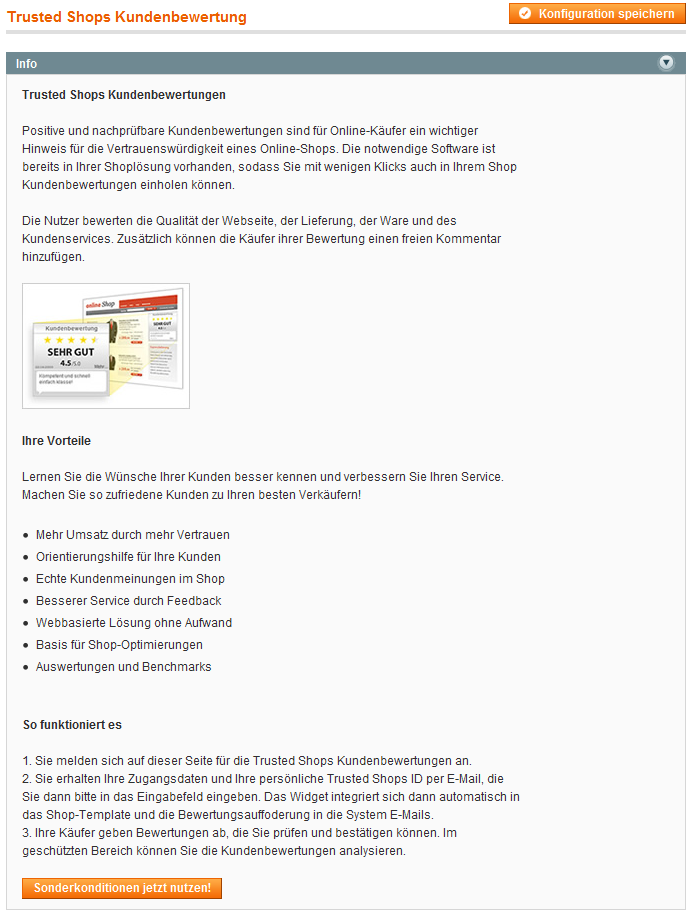 Trusted Shops Kundenbewertung
Konfiguration speichern
Info
Trusted Shops Kundenbewertungen
Positive und nachprüfbare Kundenbewertungen sind für Online-Käufer ein wichtiger
Hinweis für die Vertrauenswürdigkeit eines Online-Shops. Die notwendige Software ist
bereits in Ihrer Shoplösung vorhanden, sodass Sie mit wenigen Klicks auch in Ihrem Shop
Kundenbewertungen einholen können.
Die Nutzer bewerten die Qualität der Webseite, der Lieferung, der Ware und des
Kundenservices. Zusätzlich können die Käufer ihrer Bewertung einen freien Kommentar
hinzufügen.
online Shop
Kundenbewertung
SEHR GUT
4.5/5.0
Kompetent und schnell
einfach klasse!
Ihre Vorteile
Lernen Sie die Wünsche Ihrer Kunden besser kennen und verbessern Sie Ihren Service.
Machen Sie so zufriedene Kunden zu Ihren besten Verkäufern!
• Mehr Umsatz durch mehr Vertrauen
• Orientierungshilfe für Ihre Kunden
• Echte Kundenmeinungen im Shop
• Besserer Service durch Feedback
• Webbasierte Lösung ohne Aufwand
• Basis für Shop-Optimierungen
• Auswertungen und Benchmarks
So funktioniert es
1. Sie melden sich auf dieser Seite für die Trusted Shops Kundenbewertungen an.
2. Sie erhalten Ihre Zugangsdaten und Ihre persönliche Trusted Shops ID per E-Mail, die
Sie dann bitte in das Eingabefeld eingeben. Das Widget integriert sich dann automatisch in
das Shop-Template und die Bewertungsauffoderung in die System E-Mails.
3. Ihre Käufer geben Bewertungen ab, die Sie prüfen und bestätigen können. Im
geschützten Bereich können Sie die Kundenbewertungen analysieren.
Sonderkonditionen jetzt nutzen!